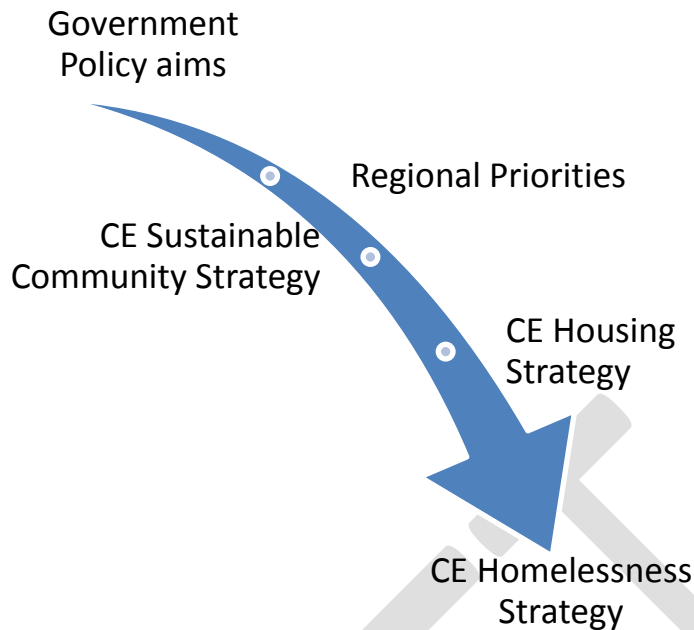 Government
Policy aims
Regional Priorities
CE Sustainable
Community Strategy
CE Housing
Strategy
CE Homelessness
Strategy